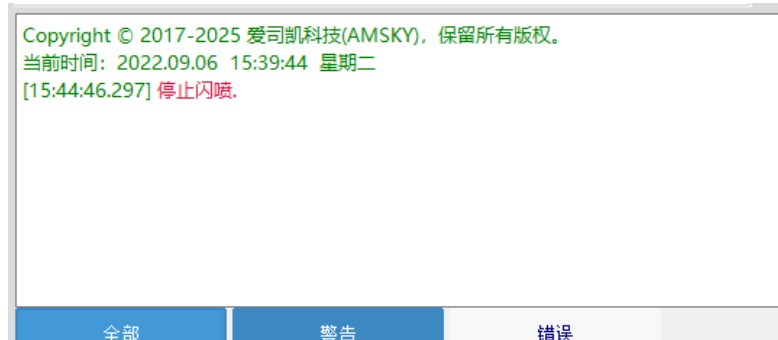 Copyright © 2017-2025 爱司凯科技(AMSKY)，保留所有版权。
当前时间：2022.09.06  15:39:44  星期二
[15:44:46.297] 停止闪喷.
全部 警告 错误